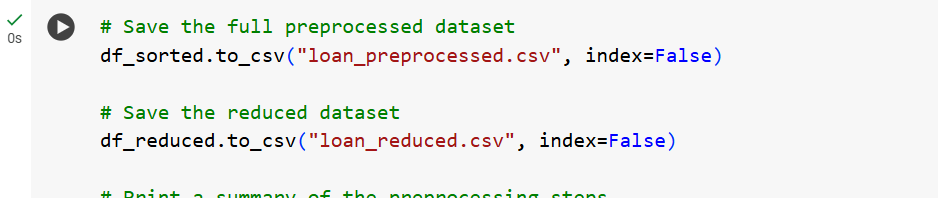 # Save the full preprocessed dataset
0s
df_sorted.to_csv("loan_preprocessed.csv", index=False)
# Save the reduced dataset
df_reduced.to_csv("loan_reduced.csv", index=False)
# Print a summary of the preprocessing steps